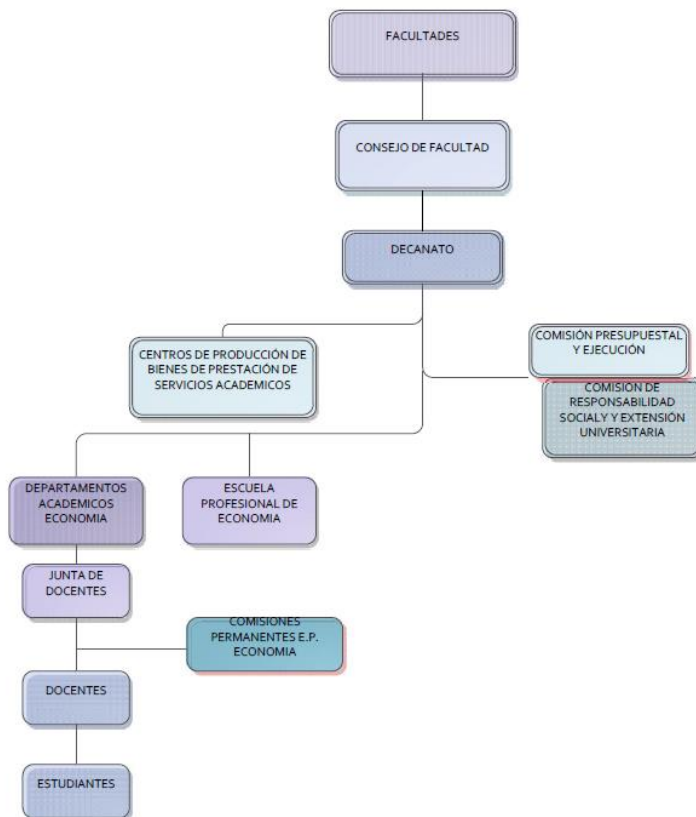 FACULTADES
CONSEJO DE FACULTAD
DECANATO
CENTROS DE PRODUCCIÓN DE
BIENES DE PRESTACIÓN DE
SERVICIOS ACADEMICOS
COMISIÓN PRESUPUESTAL
Y EJECUCIÓN
COMISION DE
RESPONSABILIDAD
SOCIALY Y EXTENSIÓN
UNIVERSITARIA
DEPARTAMENTOS
ACADEMICOS
ECONOMIA
ESCUELA
PROFESIONAL DE
ECONOMIA
JUNTA DE
DOCENTES
COMISIONES
PERMANENTES E.P.
ECONOMIA
DOCENTES
ESTUDIANTES